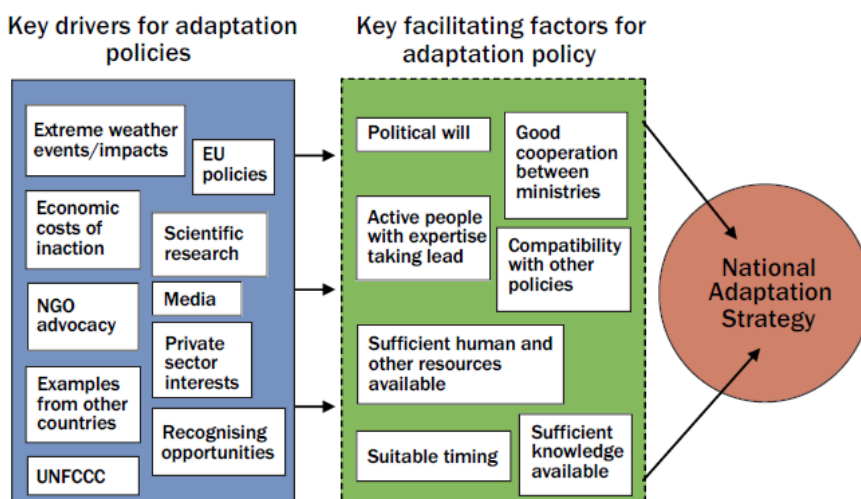 Key drivers for adaptation
policies
Key facilitating factors for
adaptation policy
Extreme weather
events/impacts
EU
policies
Economic
costs of
inaction
Scientific
research
NGO
advocacy
Media
Private
sector
interests
Examples
from other
countries
Recognising
opportunities
UNFCCC
Political will
Good
cooperation
between
ministries
Active people
with expertise
taking lead
Compatibility
with other
policies
Sufficient human and
other resources
available
Suitable timing
Sufficient
knowledge
available
National
Adaptation
Strategy